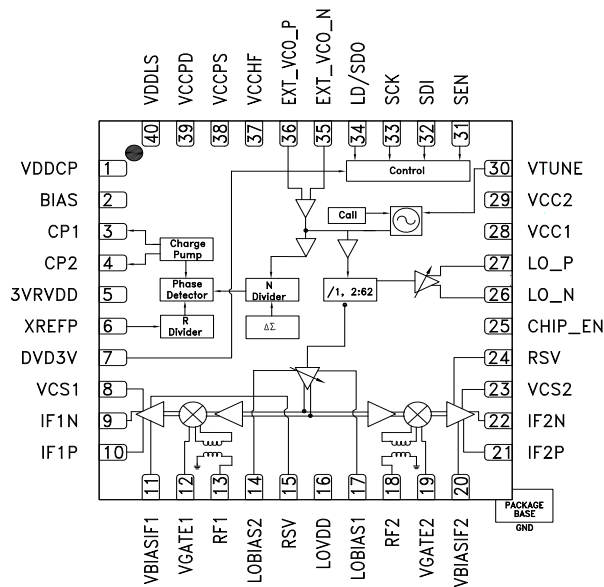 VDDLS
VCCPD
VCCPS
VCCHF
EXT_VCO_P
EXT_VCO_N
LD/SDO
SCK
SDI
SEN
40
39
38
37
36
35
34
33
32
31
VDDCP 1
BIAS 2
CP1 3
CP2 4
3VRVDD 5
XREFP 6
DVD3V 7
VCS1 8
IF1N 9
IF1P 10
Control
Call
Charge
Pump
Phase
Detector
R
Divider
N
Divider
ΔΣ
/1, 2:62
30 VTUNE
29 VCC2
28 VCC1
27 LO_P
26 LO_N
25 CHIP_EN
24 RSV
23 VCS2
22 IF2N
21 IF2P
11
12
13
14
15
16
17
18
19
20
VBIASIF1
VGATE1
RF1
LOBIAS2
RSV
LOVDD
LOBIAS1
RF2
VGATE2
VBIASIF2
PACKAGE
BASE
GND